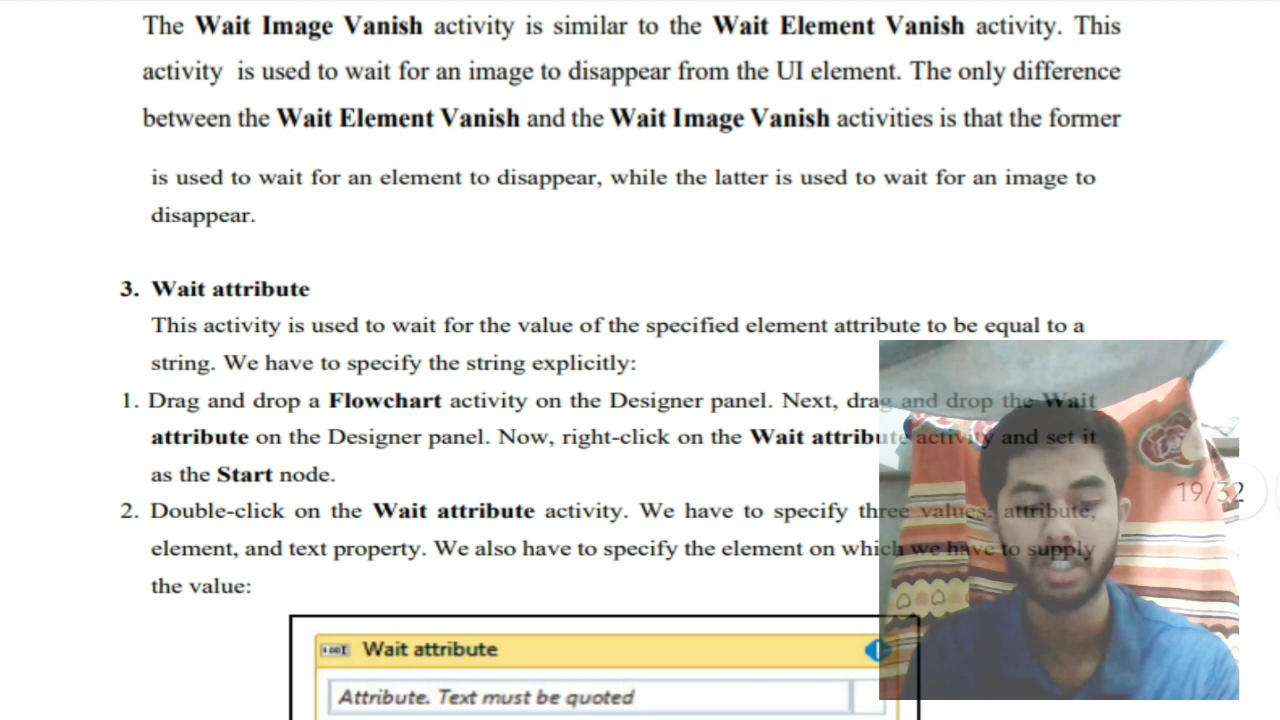 The Wait Image Vanish activity is similar to the Wait Element Vanish activity. This
activity is used to wait for an image to disappear from the UI element. The only difference
between the Wait Element Vanish and the Wait Image Vanish activities is that the former
is used to wait for an element to disappear, while the latter is used to wait for an image to
disappear.
3. Wait attribute
This activity is used to wait for the value of the specified element attribute to be equal to a
string. We have to specify the string explicitly:
1. Drag and drop a Flowchart activity on the Designer panel. Next, drag and drop the Wait
attribute on the Designer panel. Now, right-click on the Wait attribute activity and set it
as the Start node.
19/32
2. Double-click on the Wait attribute activity. We have to specify three values: attribute,
element, and text property. We also have to specify the element on which we have to supply
the value:
Wait attribute
Attribute. Text must be quoted